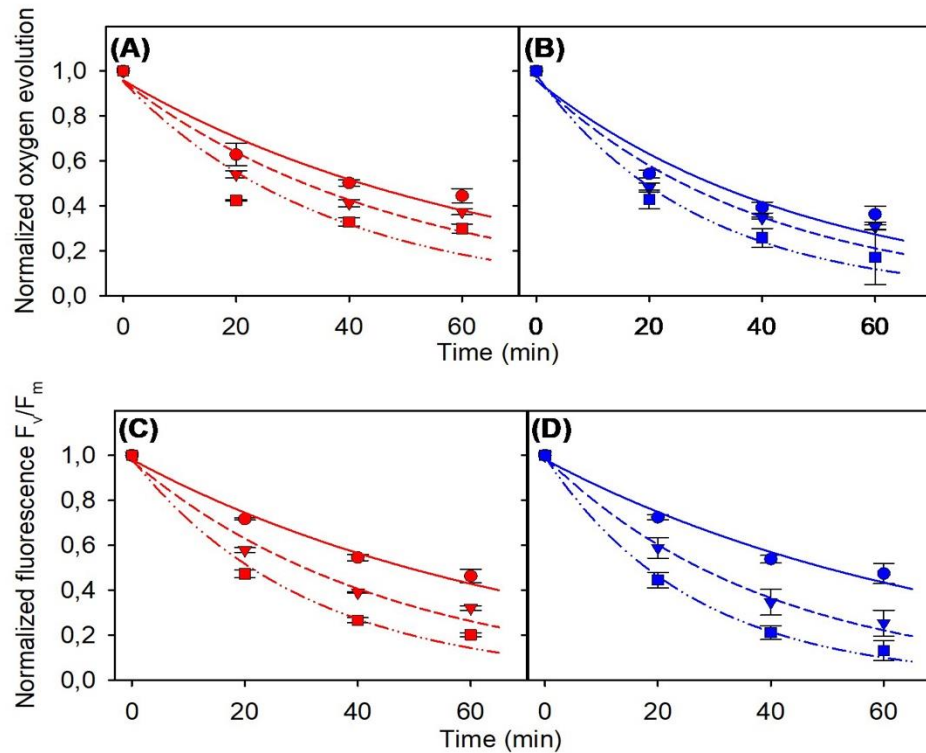 (A) (B)
Normalized oxygen evolution
1,0
0,8
0,6
0,4
0,2
0,0
0 20 40 60 0 20 40 60
Time (min)
(C) (D)
Normalized fluorescence Fv/Fm
1,0
0,8
0,6
0,4
0,2
0,0
0 20 40 60 0 20 40 60
Time (min)